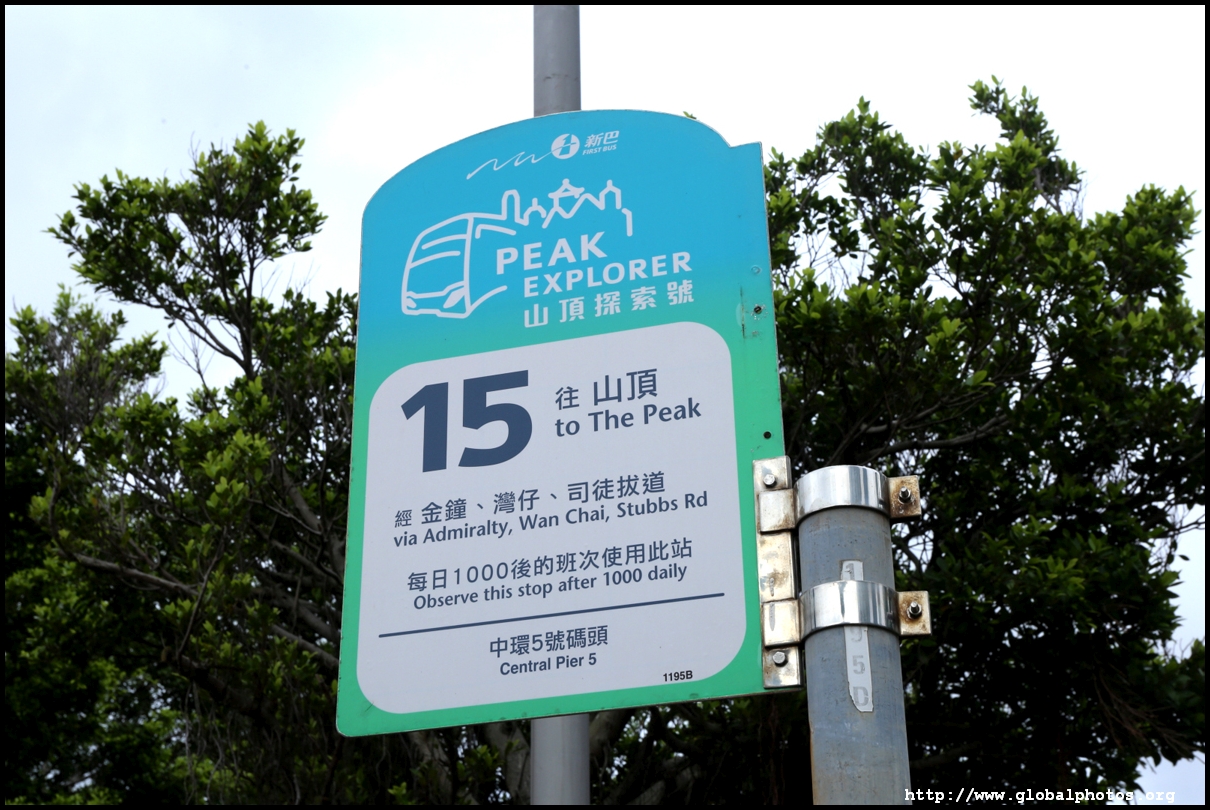 新巴
FIRST BUS
PEAK
EXPLORER
山頂探索號
15
往 山頂
to The Peak
經 金鐘、灣仔、司徒拔道
via Admiralty, Wan Chai, Stubbs Rd
每日1000後的班次使用此站
Observe this stop after 1000 daily
中環5號碼頭
Central Pier 5
1195B
http://www.globalphotos.org